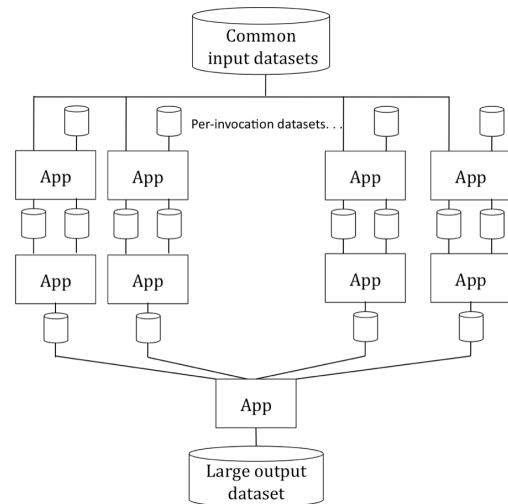 Common
input datasets
Per-invocation datasets. . .
App
App
App
App
App
App
App
App
App
Large output
dataset